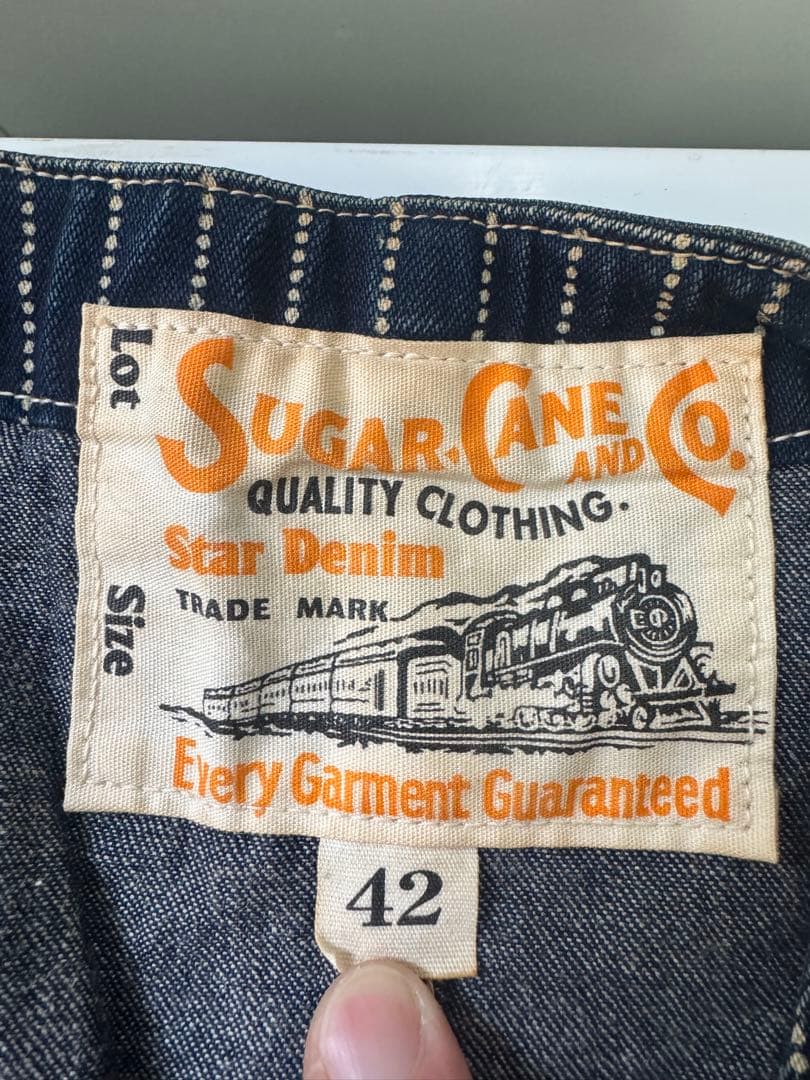 Lot
SUGAR·CANE AND CO.
QUALITY CLOTHING.
Star Denim
TRADE MARK
Size
Every Garment Guaranteed
42